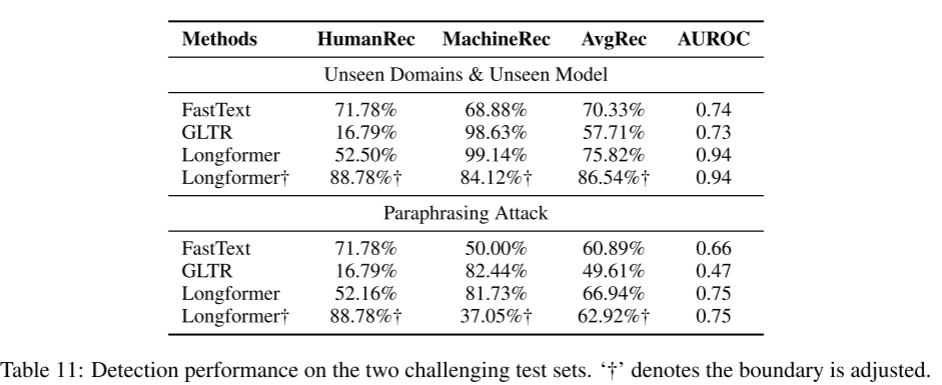 Methods HumanRec MachineRec AvgRec AUROC
Unseen Domains & Unseen Model
FastText 71.78% 68.88% 70.33% 0.74
GLTR 16.79% 98.63% 57.71% 0.73
Longformer 52.50% 99.14% 75.82% 0.94
Longformer† 88.78%† 84.12%† 86.54%† 0.94
Paraphrasing Attack
FastText 71.78% 50.00% 60.89% 0.66
GLTR 16.79% 82.44% 49.61% 0.47
Longformer 52.16% 81.73% 66.94% 0.75
Longformer† 88.78%† 37.05%† 62.92%† 0.75
Table 11: Detection performance on the two challenging test sets. ‘†’ denotes the boundary is adjusted.